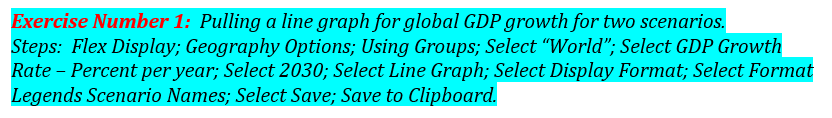 Exercise Number 1:  Pulling a line graph for global GDP growth for two scenarios.
Steps:  Flex Display; Geography Options; Using Groups; Select “World”; Select GDP Growth
Rate – Percent per year; Select 2030; Select Line Graph; Select Display Format; Select Format
Legends Scenario Names; Select Save; Save to Clipboard.